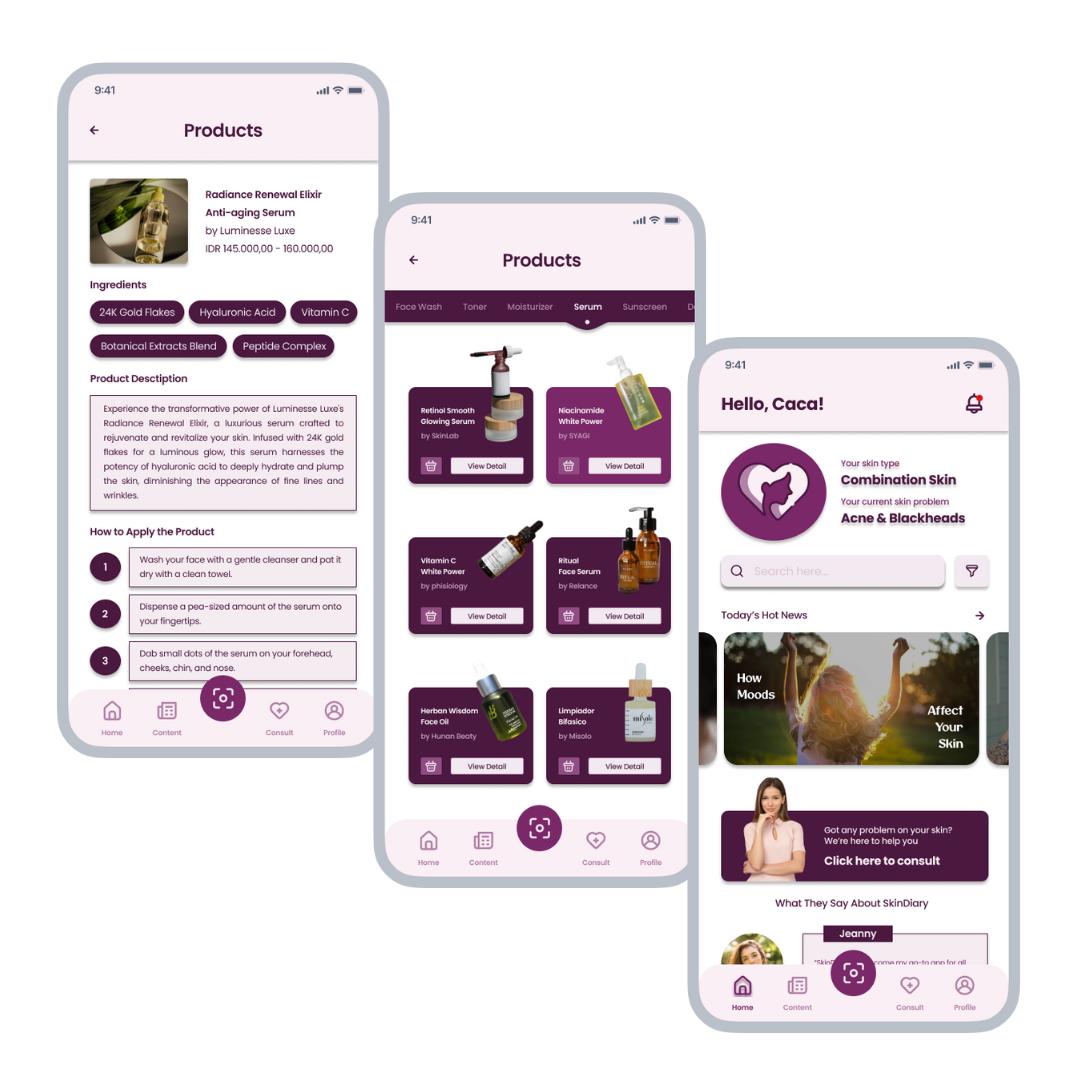 9:41
Products
Radiance Renewal Elixir
Anti-aging Serum
by Luminesse Luxe
IDR 145.000,00 - 160.000,00
Ingredients
24K Gold Flakes
Hyaluronic Acid
Vitamin C
Botanical Extracts Blend
Peptide Complex
Product Desctiption
Experience the transformative power of Luminesse Luxe's
Radiance Renewal Elixir, a luxurious serum crafted to
rejuvenate and revitalize your skin. Infused with 24K gold
flakes for a luminous glow, this serum harnesses the
potency of hyaluronic acid to deeply hydrate and plump
the skin, diminishing the appearance of fine lines and
wrinkles.
How to Apply the Product
1
Wash your face with a gentle cleanser and pat it
dry with a clean towel.
2
Dispense a pea-sized amount of the serum onto
your fingertips.
3
Dab small dots of the serum on your forehead,
cheeks, chin, and nose.
Home
Content
Consult
Profile
9:41
Products
Face Wash
Toner
Moisturizer
Serum
Sunscreen
Retinol Smooth
Glowing Serum
by SkinLab
View Detail
Niacinamide
White Power
by SYAGI
View Detail
Vitamin C
White Power
by phisiology
View Detail
Ritual
Face Serum
by Relance
RITUAL
View Detail
Herban Wisdom
Face Oil
by Hunan Beaty
View Detail
Limpiador
Bifasico
by Misolo
misolo
View Detail
Home
Content
Consult
Profile
9:41
Hello, Caca!
Your skin type
Combination Skin
Your current skin problem
Acne & Blackheads
Search here...
Today's Hot News
How
Moods
Affect
Your
Skin
Got any problem on your skin?
We're here to help you
Click here to consult
What They Say About SkinDiary
Jeanny
come my go-to app for all
Home
Content
Consult
Profile